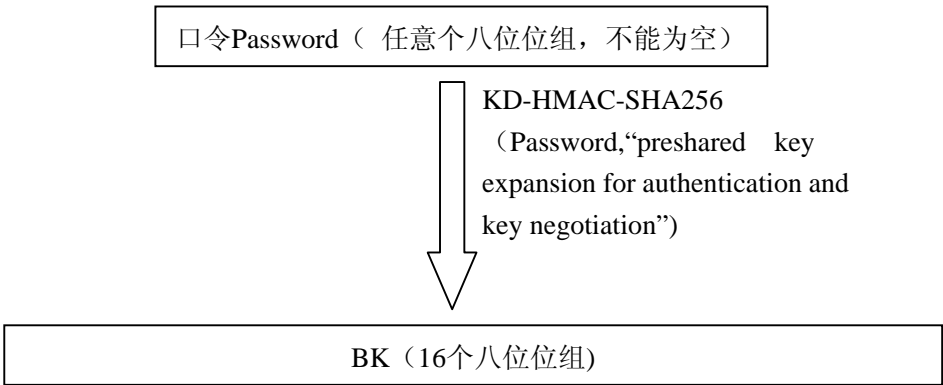 口令Password（ 任意个八位位组，不能为空）
KD-HMAC-SHA256
（Password,“preshared key
expansion for authentication and
key negotiation”)
BK（16个八位位组)